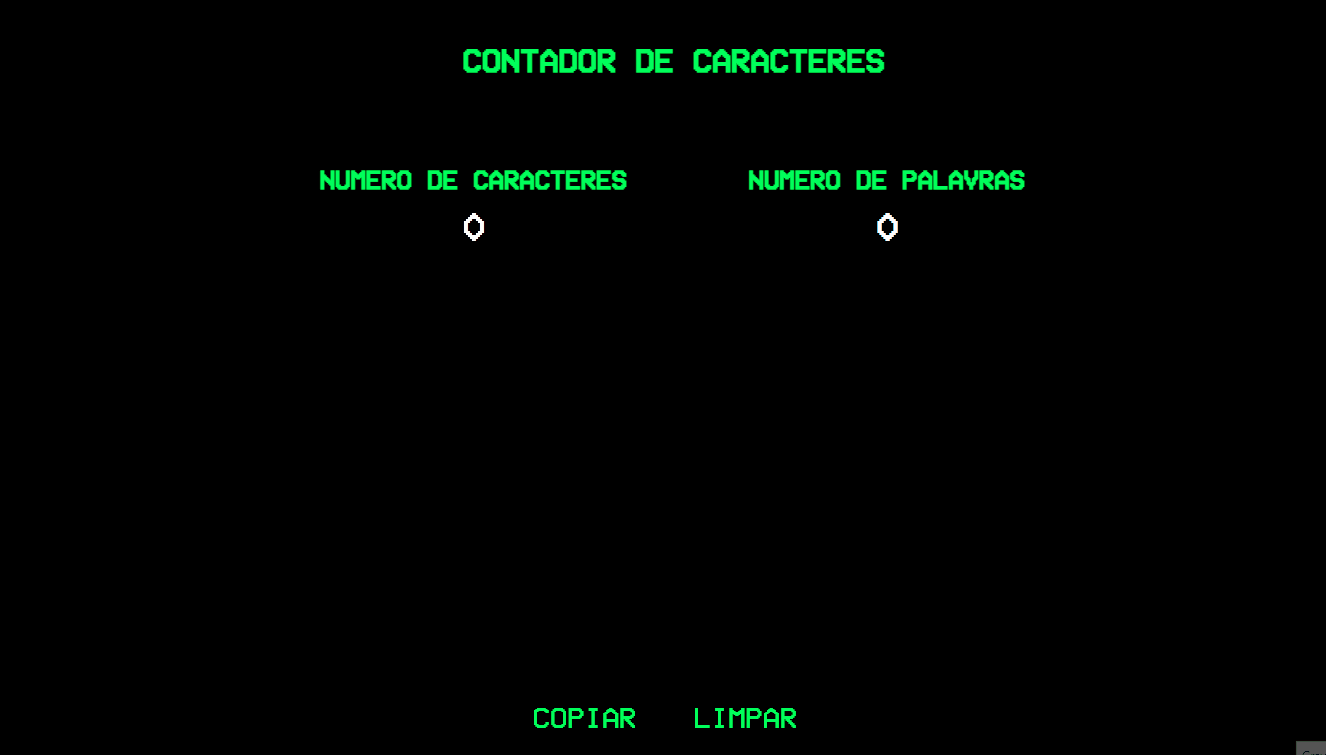 CONTADOR DE CARACTERES
NUMERO DE CARACTERES
0
NUMERO DE PALAVRAS
0
COPIAR
LIMPAR